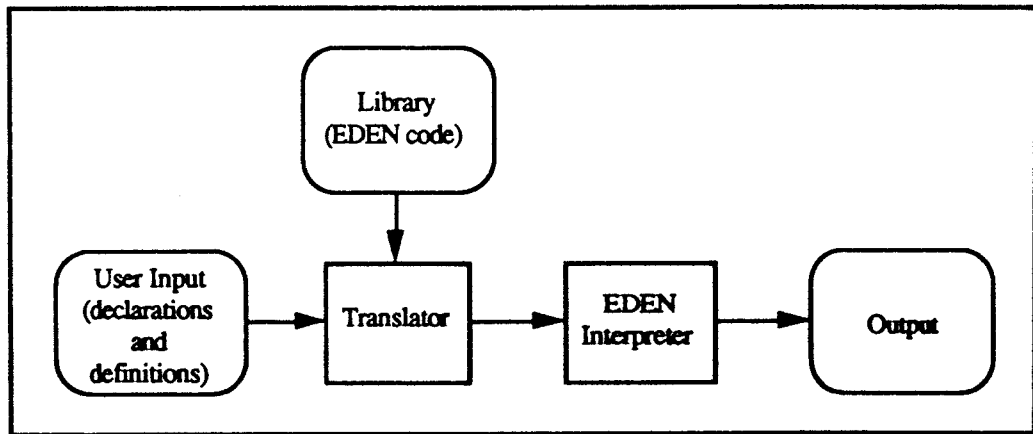 Library
(EDEN code)
User Input
(declarations
and
definitions)
Translator
EDEN
Interpreter
Output